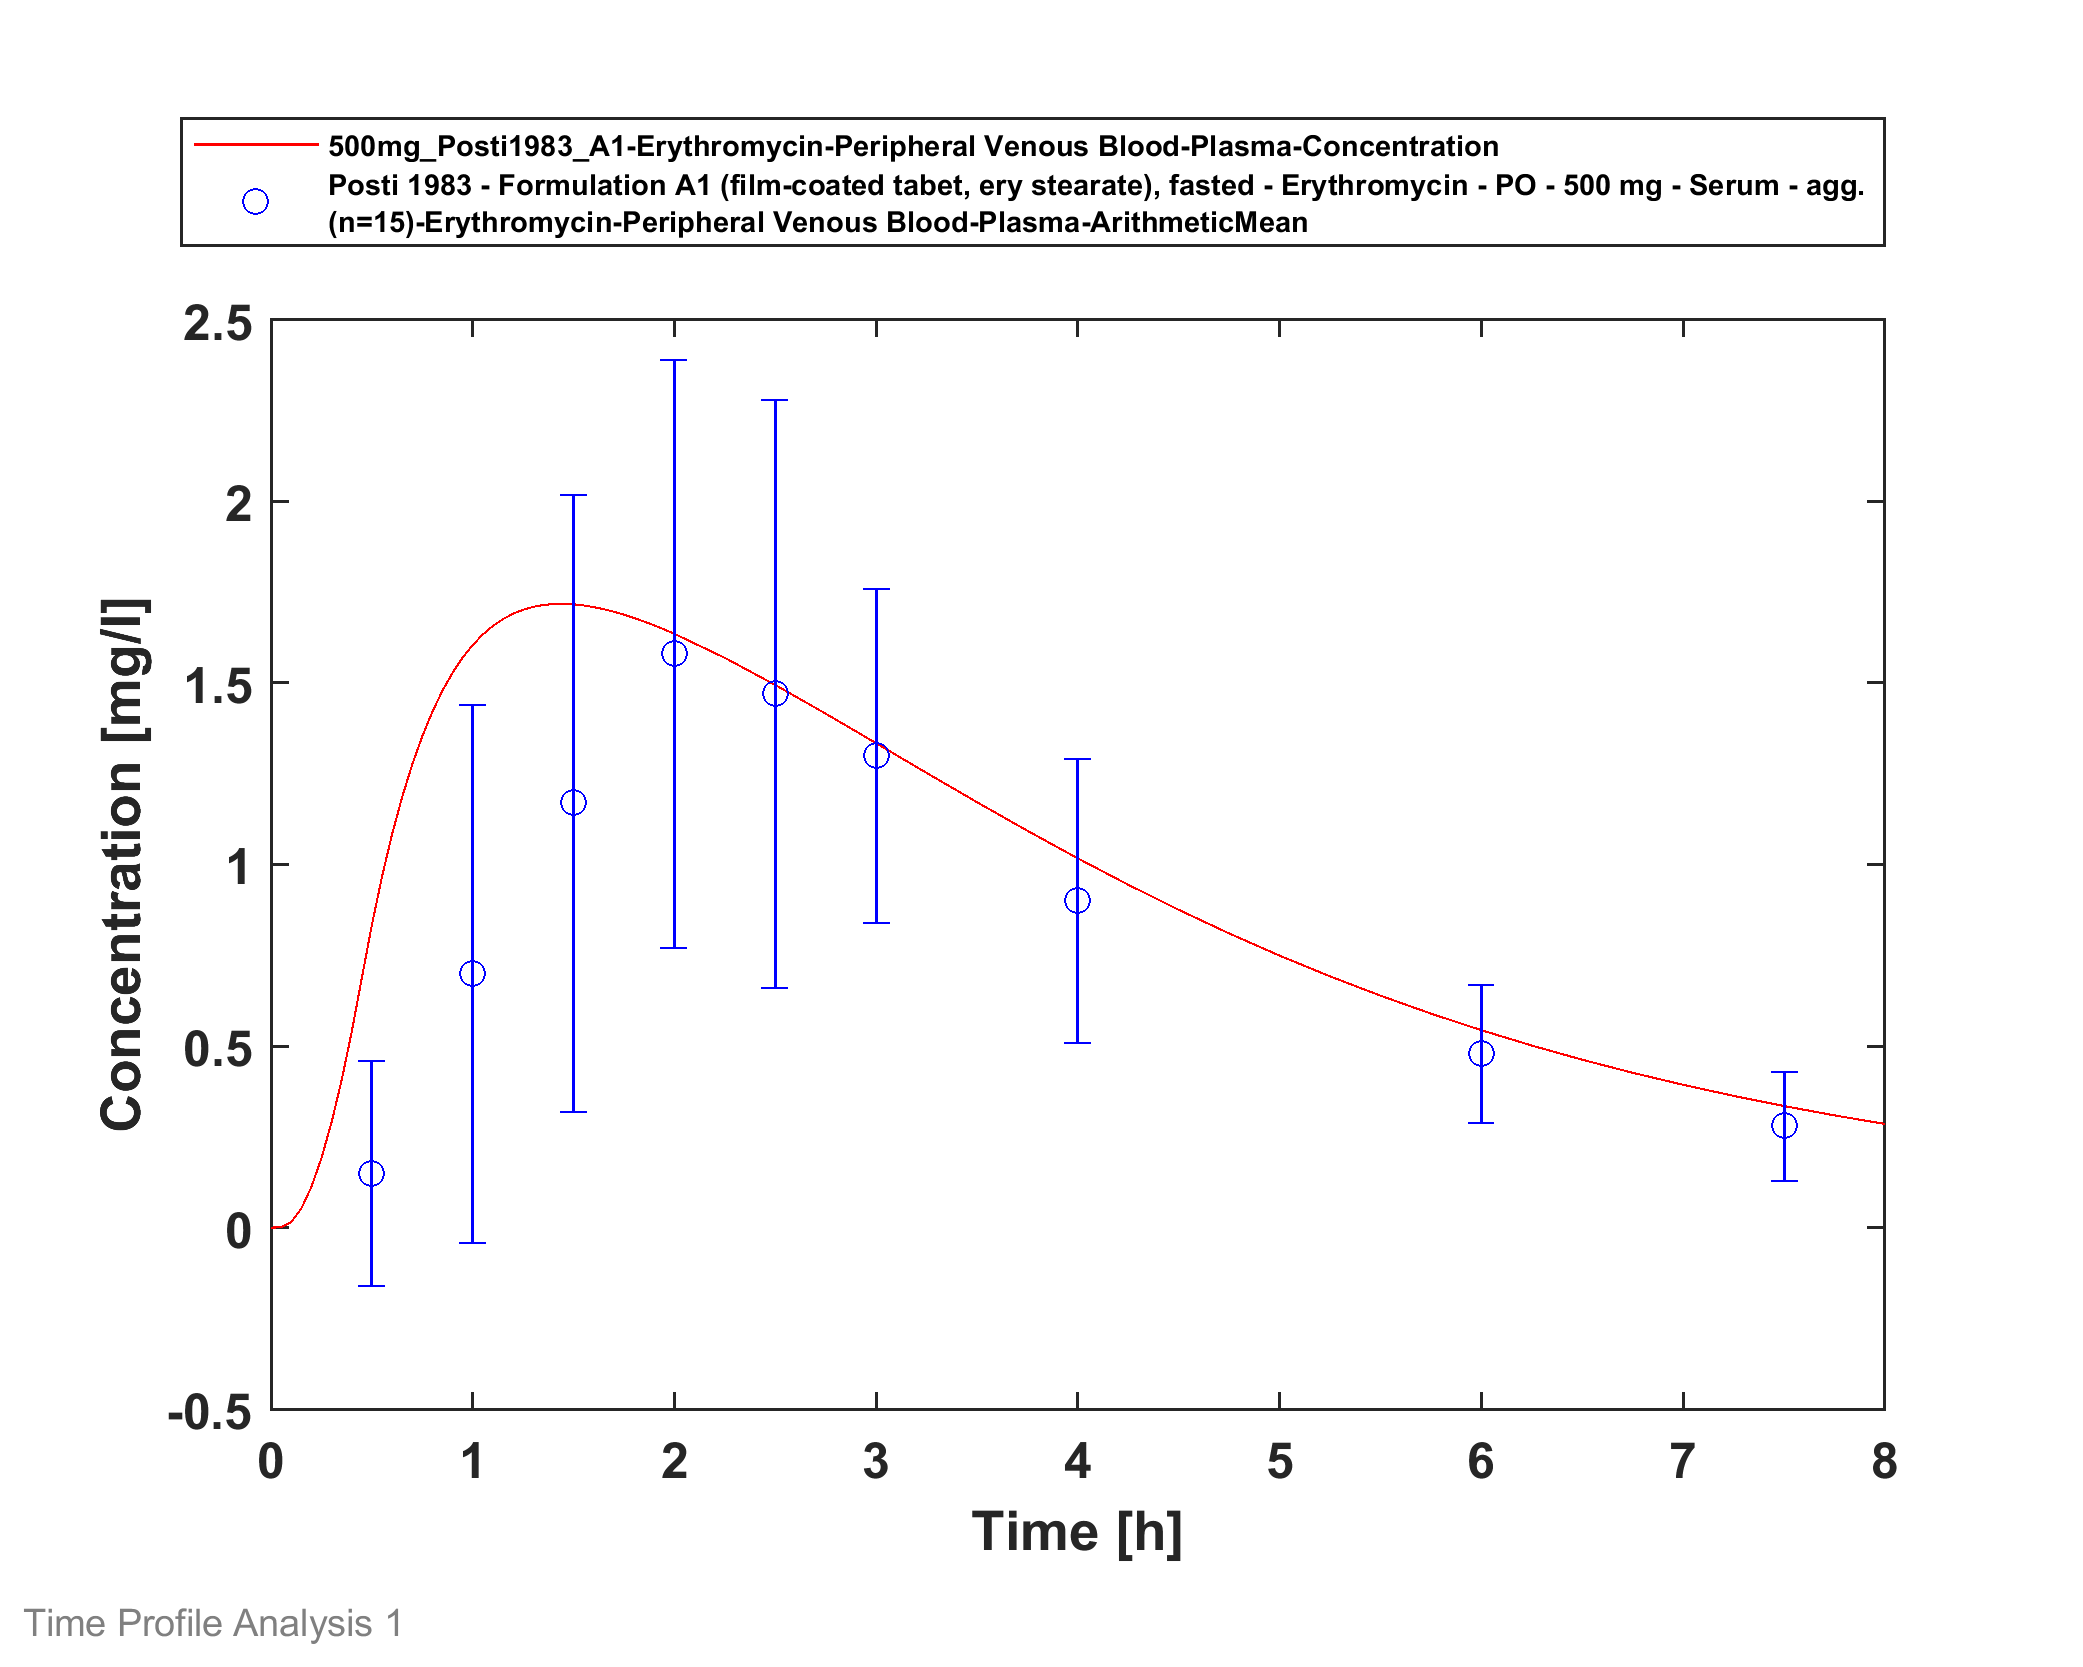 500mg_Posti1983_A1-Erythromycin-Peripheral Venous Blood-Plasma-Concentration
Posti 1983 - Formulation A1 (film-coated tabet, ery stearate), fasted - Erythromycin - PO - 500 mg - Serum - agg.
(n=15)-Erythromycin-Peripheral Venous Blood-Plasma-ArithmeticMean
2.5
2
1.5
1
0.5
0
-0.5
Concentration [mg/l]
0 1 2 3 4 5 6 7 8
Time [h]
Time Profile Analysis 1